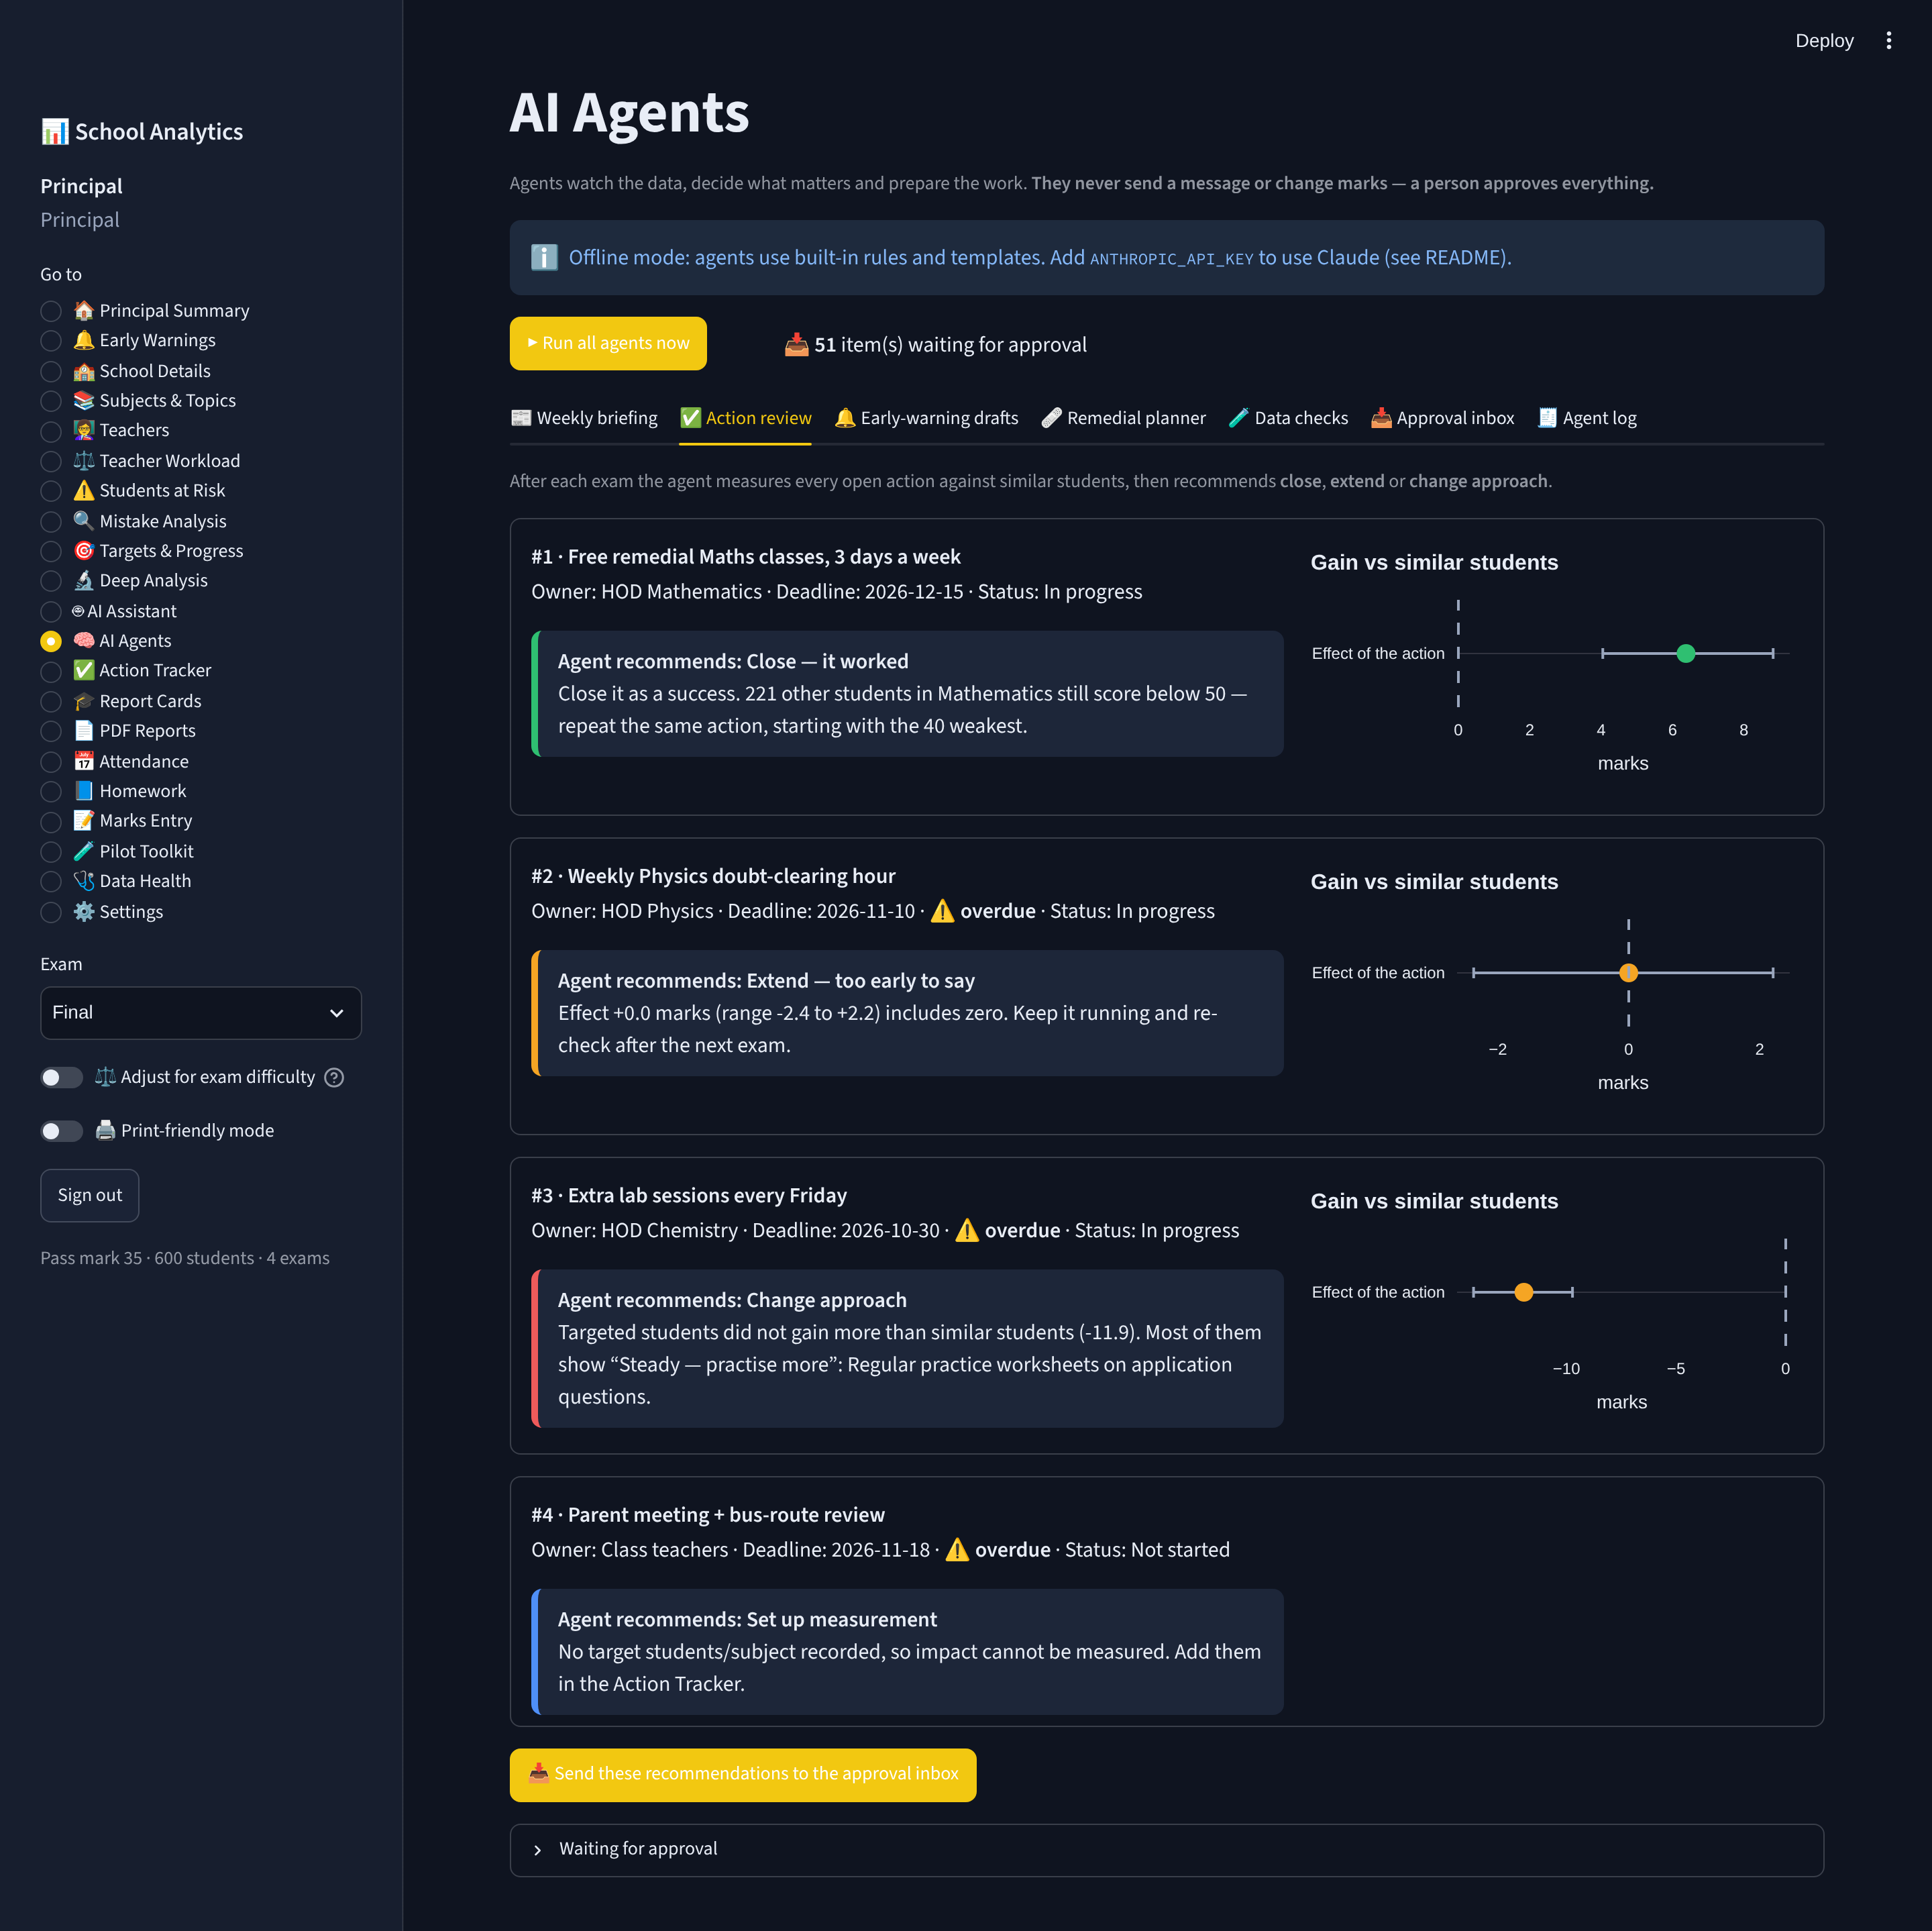 Deploy
📊 School Analytics
Principal
Principal
Go to
🏠 Principal Summary
🔔 Early Warnings
🏫 School Details
📚 Subjects & Topics
👩‍🏫 Teachers
⚖️ Teacher Workload
⚠️ Students at Risk
🔍 Mistake Analysis
🎯 Targets & Progress
🔬 Deep Analysis
AI Assistant
🧠 AI Agents
✅ Action Tracker
🎓 Report Cards
📄 PDF Reports
📅 Attendance
📘 Homework
📝 Marks Entry
🧪 Pilot Toolkit
🩺 Data Health
⚙️ Settings
Exam
Final
⚖️ Adjust for exam difficulty
🖨️ Print-friendly mode
Sign out
Pass mark 35 · 600 students · 4 exams
AI Agents
Agents watch the data, decide what matters and prepare the work. They never send a message or change marks — a person approves everything.
ℹ️ Offline mode: agents use built-in rules and templates. Add ANTHROPIC_API_KEY to use Claude (see README).
▶ Run all agents now
📥 51 item(s) waiting for approval
📰 Weekly briefing ✅ Action review 🔔 Early-warning drafts 🩹 Remedial planner 🧪 Data checks 📥 Approval inbox 🧾 Agent log
After each exam the agent measures every open action against similar students, then recommends close, extend or change approach.
#1 · Free remedial Maths classes, 3 days a week
Owner: HOD Mathematics · Deadline: 2026-12-15 · Status: In progress
Agent recommends: Close — it worked
Close it as a success. 221 other students in Mathematics still score below 50 —
repeat the same action, starting with the 40 weakest.
Gain vs similar students
Effect of the action
0 2 4 6 8
marks
#2 · Weekly Physics doubt-clearing hour
Owner: HOD Physics · Deadline: 2026-11-10 · ⚠️ overdue · Status: In progress
Agent recommends: Extend — too early to say
Effect +0.0 marks (range -2.4 to +2.2) includes zero. Keep it running and re-
check after the next exam.
Gain vs similar students
Effect of the action
−2 0 2
marks
#3 · Extra lab sessions every Friday
Owner: HOD Chemistry · Deadline: 2026-10-30 · ⚠️ overdue · Status: In progress
Agent recommends: Change approach
Targeted students did not gain more than similar students (-11.9). Most of them
show “Steady — practise more”: Regular practice worksheets on application
questions.
Gain vs similar students
Effect of the action
−10 −5 0
marks
#4 · Parent meeting + bus-route review
Owner: Class teachers · Deadline: 2026-11-18 · ⚠️ overdue · Status: Not started
Agent recommends: Set up measurement
No target students/subject recorded, so impact cannot be measured. Add them
in the Action Tracker.
📥 Send these recommendations to the approval inbox
Waiting for approval